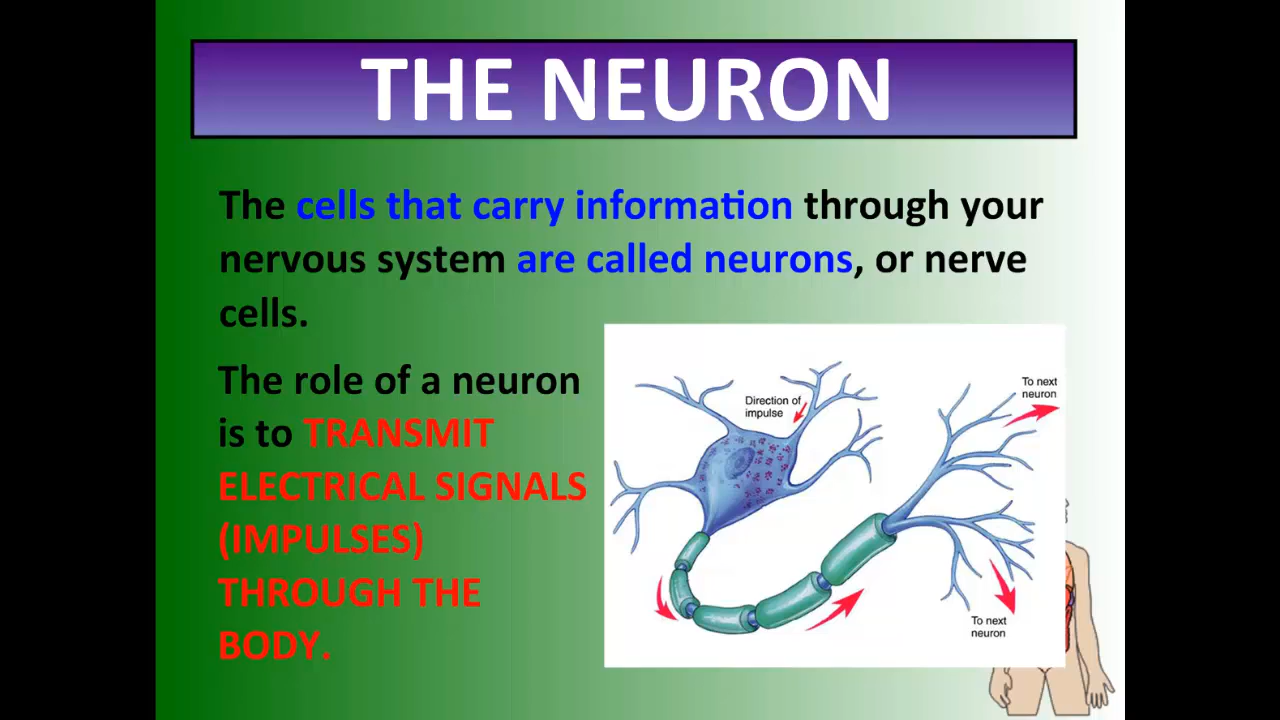 THE NEURON
The cells that carry information through your
nervous system are called neurons, or nerve
cells.
The role of a neuron
is to TRANSMIT
ELECTRICAL SIGNALS
(IMPULSES)
THROUGH THE
BODY.
Direction of
impulse
To next
neuron
To next
neuron